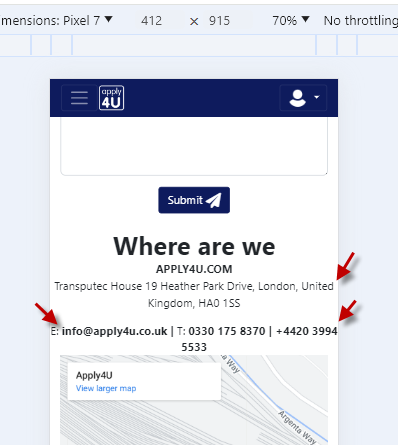 mensions: Pixel 7 ▼ 412 × 915 70% ▼ No throttling
apply
4U
Submit
Where are we
APPLY4U.COM
Transputec House 19 Heather Park Drive, London, United
Kingdom, HA0 1SS
E: info@apply4u.co.uk | T: 0330 175 8370 | +4420 3994
5533
Apply4U
View larger map
a Way
Argenta Way